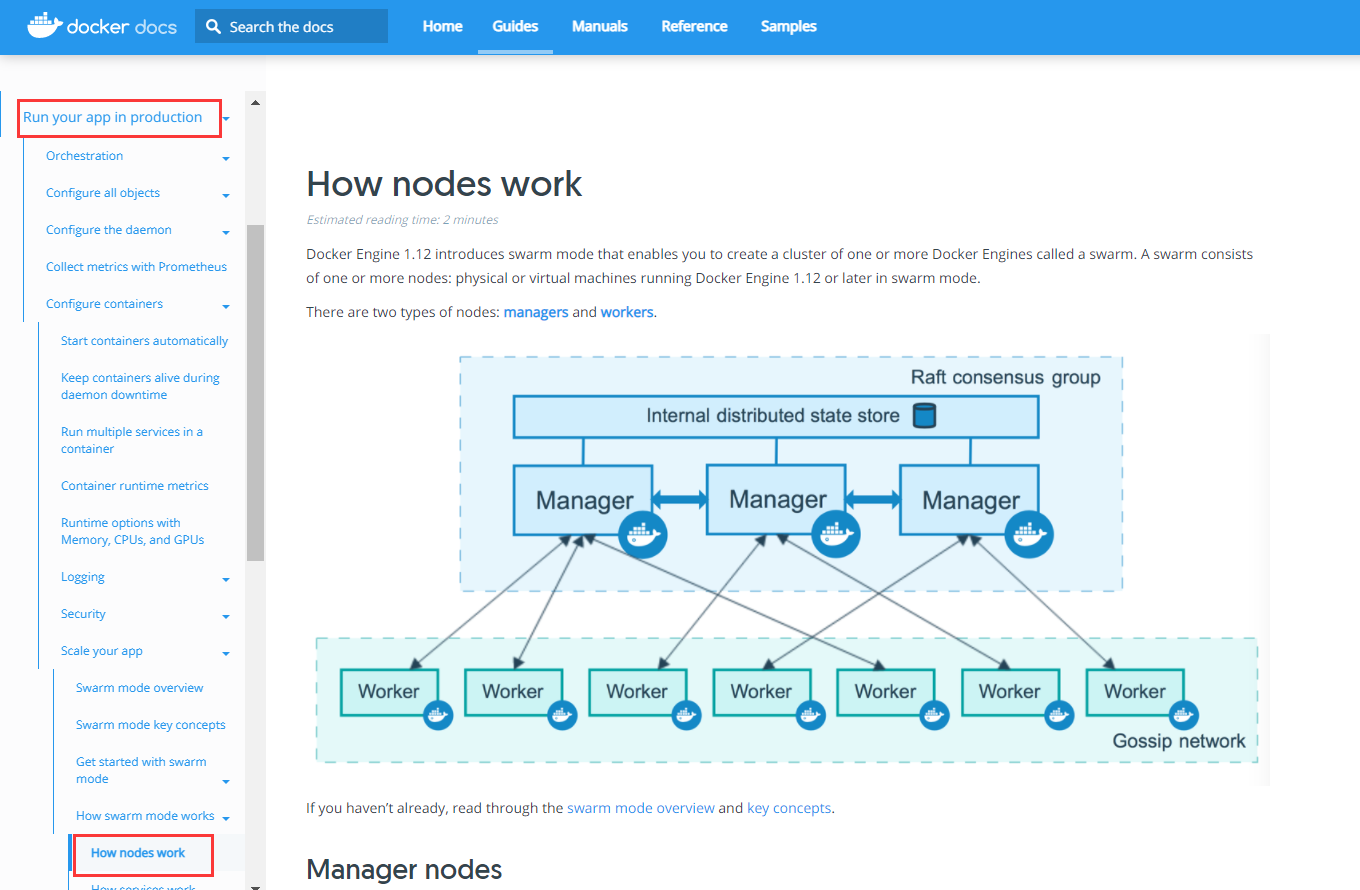 docker docs
Search the docs
Home
Guides
Manuals
Reference
Samples
Run your app in production
Orchestration
Configure all objects
Configure the daemon
Collect metrics with Prometheus
Configure containers
Start containers automatically
Keep containers alive during
daemon downtime
Run multiple services in a
container
Container runtime metrics
Runtime options with
Memory, CPUs, and GPUs
Logging
Security
Scale your app
Swarm mode overview
Swarm mode key concepts
Get started with swarm
mode
How swarm mode works
How nodes work
How services work
How nodes work
Estimated reading time: 2 minutes
Docker Engine 1.12 introduces swarm mode that enables you to create a cluster of one or more Docker Engines called a swarm. A swarm consists
of one or more nodes: physical or virtual machines running Docker Engine 1.12 or later in swarm mode.
There are two types of nodes: managers and workers.
Raft consensus group
Internal distributed state store
Manager
Manager
Manager
Worker
Worker
Worker
Worker
Worker
Worker
Worker
Gossip network
If you haven’t already, read through the swarm mode overview and key concepts.
Manager nodes